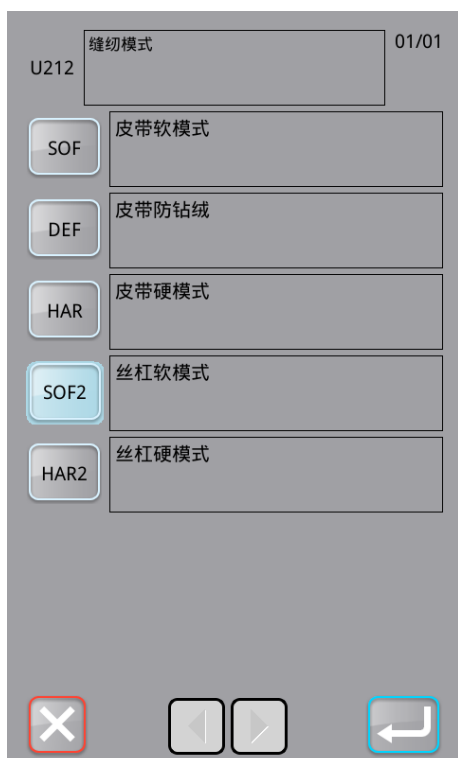 缝纫模式
01/01
U212
SOF
皮带软模式
DEF
皮带防钻绒
HAR
皮带硬模式
SOF2
丝杠软模式
HAR2
丝杠硬模式